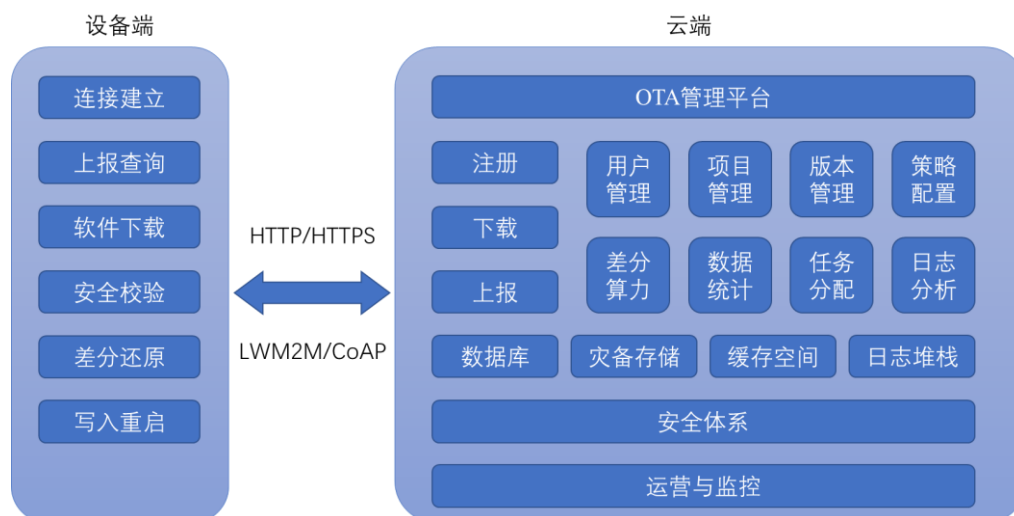 设备端
连接建立
上报查询
软件下载
安全校验
差分还原
写入重启
HTTP/HTTPS
LWM2M/CoAP
云端
OTA管理平台
注册
下载
上报
用户
管理
项目
管理
版本
管理
策略
配置
差分
算力
数据
统计
任务
分配
日志
分析
数据库
灾备存储
缓存空间
日志堆栈
安全体系
运营与监控